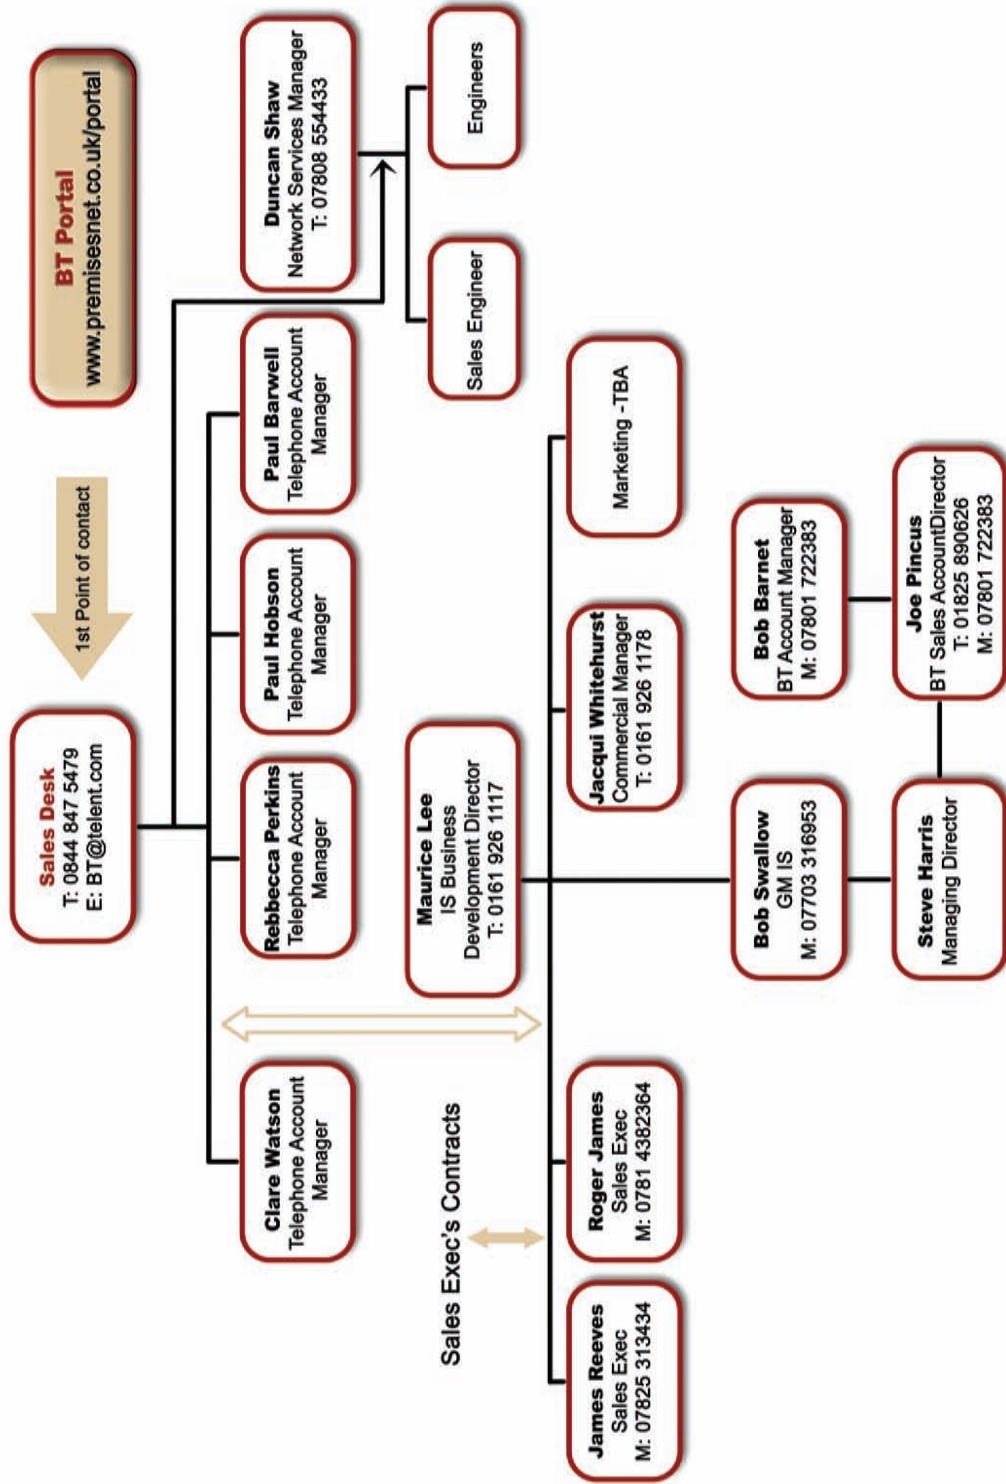 BT Portal
www.premisesnet.co.uk/portal
1st Point of contact
Sales Desk
T: 0844 847 5479
E: BT@telent.com
Clare Watson
Telephone Account
Manager
Rebbecca Perkins
Telephone Account
Manager
Paul Hobson
Telephone Account
Manager
Paul Barwell
Telephone Account
Manager
Duncan Shaw
Network Services Manager
T: 07808 554433
Sales Engineer
Engineers
Sales Exec's Contracts
Maurice Lee
IS Business
Development Director
T: 0161 926 1117
James Reeves
Sales Exec
M: 07825 313434
Roger James
Sales Exec
M: 0781 4382364
Jacqui Whitehurst
Commercial Manager
T: 0161 926 1178
Marketing -TBA
Bob Swallow
GM IS
M: 07703 316953
Bob Barnet
BT Account Manager
M: 07801 722383
Steve Harris
Managing Director
Joe Pincus
BT Sales AccountDirector
T: 01825 890626
M: 07801 722383